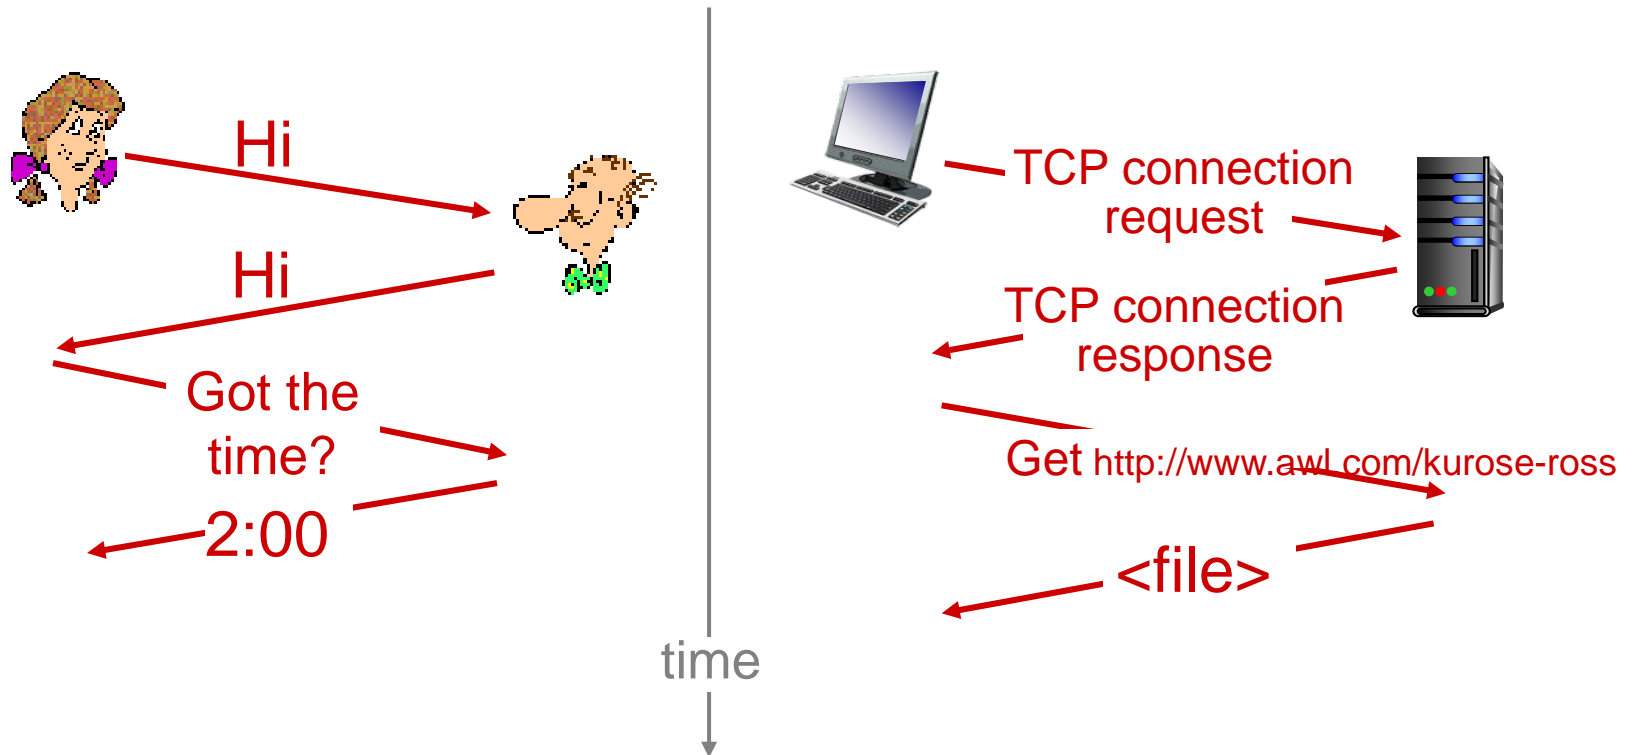 Hi
Hi
Got the
time?
2:00
TCP connection
request
TCP connection
response
Get http://www.awl.com/kurose-ross
<file>
time